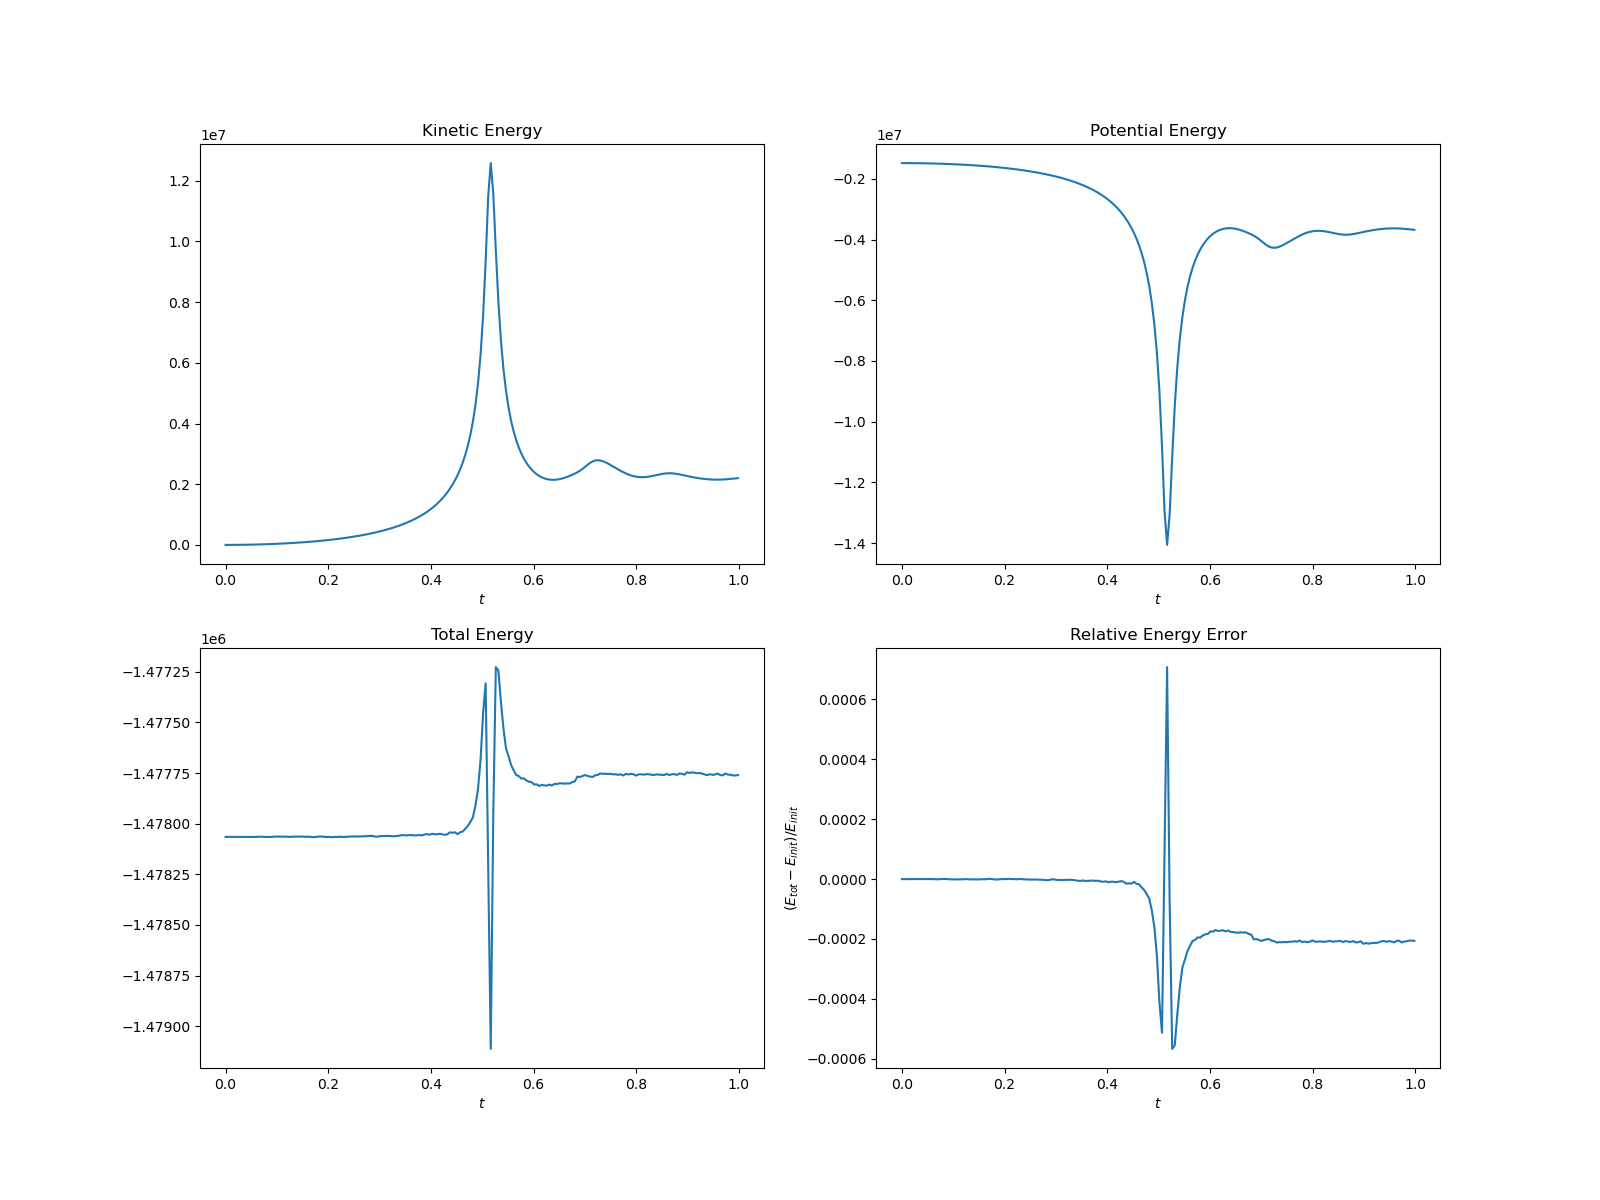 Kinetic Energy
1e7
1.2
1.0
0.8
0.6
0.4
0.2
0.0
0.0 0.2 0.4 0.6 0.8 1.0
t
Potential Energy
1e7
−0.2
−0.4
−0.6
−0.8
−1.0
−1.2
−1.4
0.0 0.2 0.4 0.6 0.8 1.0
t
Total Energy
1e6
−1.47725
−1.47750
−1.47775
−1.47800
−1.47825
−1.47850
−1.47875
−1.47900
0.0 0.2 0.4 0.6 0.8 1.0
t
Relative Energy Error
(E_tot − E_init)/E_init
0.0006
0.0004
0.0002
0.0000
−0.0002
−0.0004
−0.0006
0.0 0.2 0.4 0.6 0.8 1.0
t